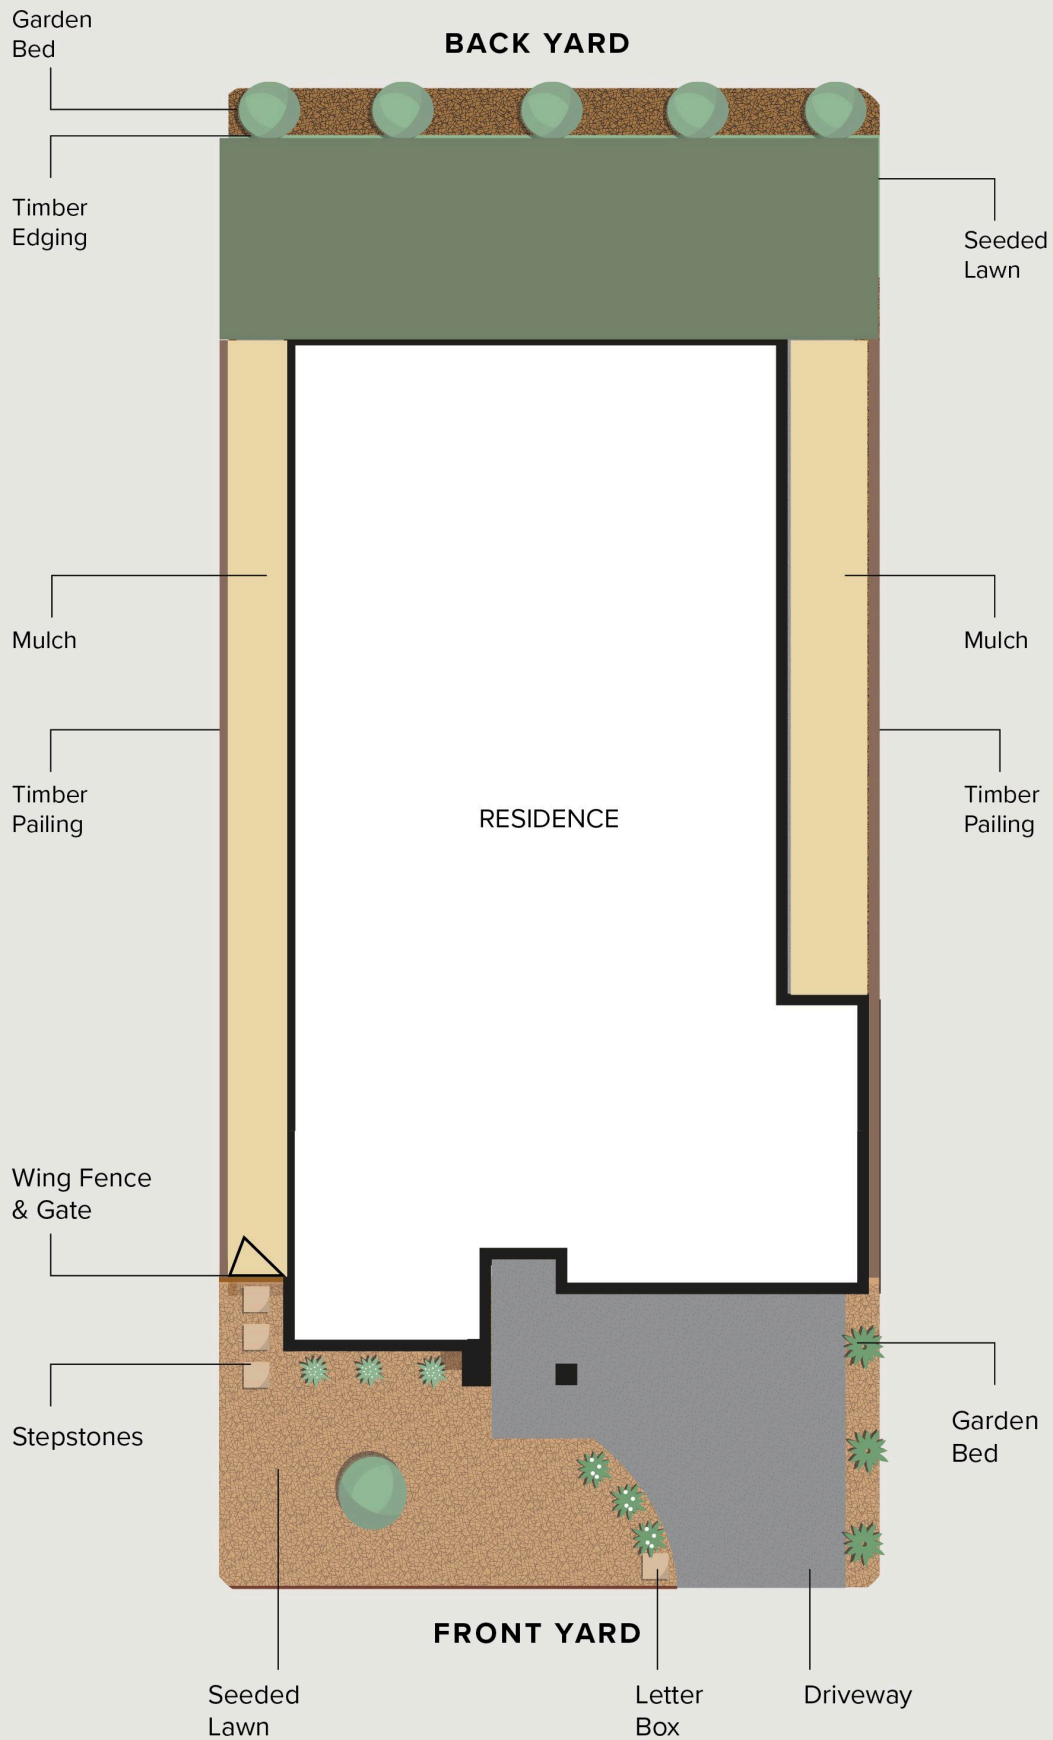 Garden
Bed
BACK YARD
Timber
Edging
Seeded
Lawn
Mulch
Mulch
Timber
Pailing
RESIDENCE
Timber
Pailing
Wing Fence
& Gate
Stepstones
Garden
Bed
FRONT YARD
Seeded
Lawn
Letter
Box
Driveway